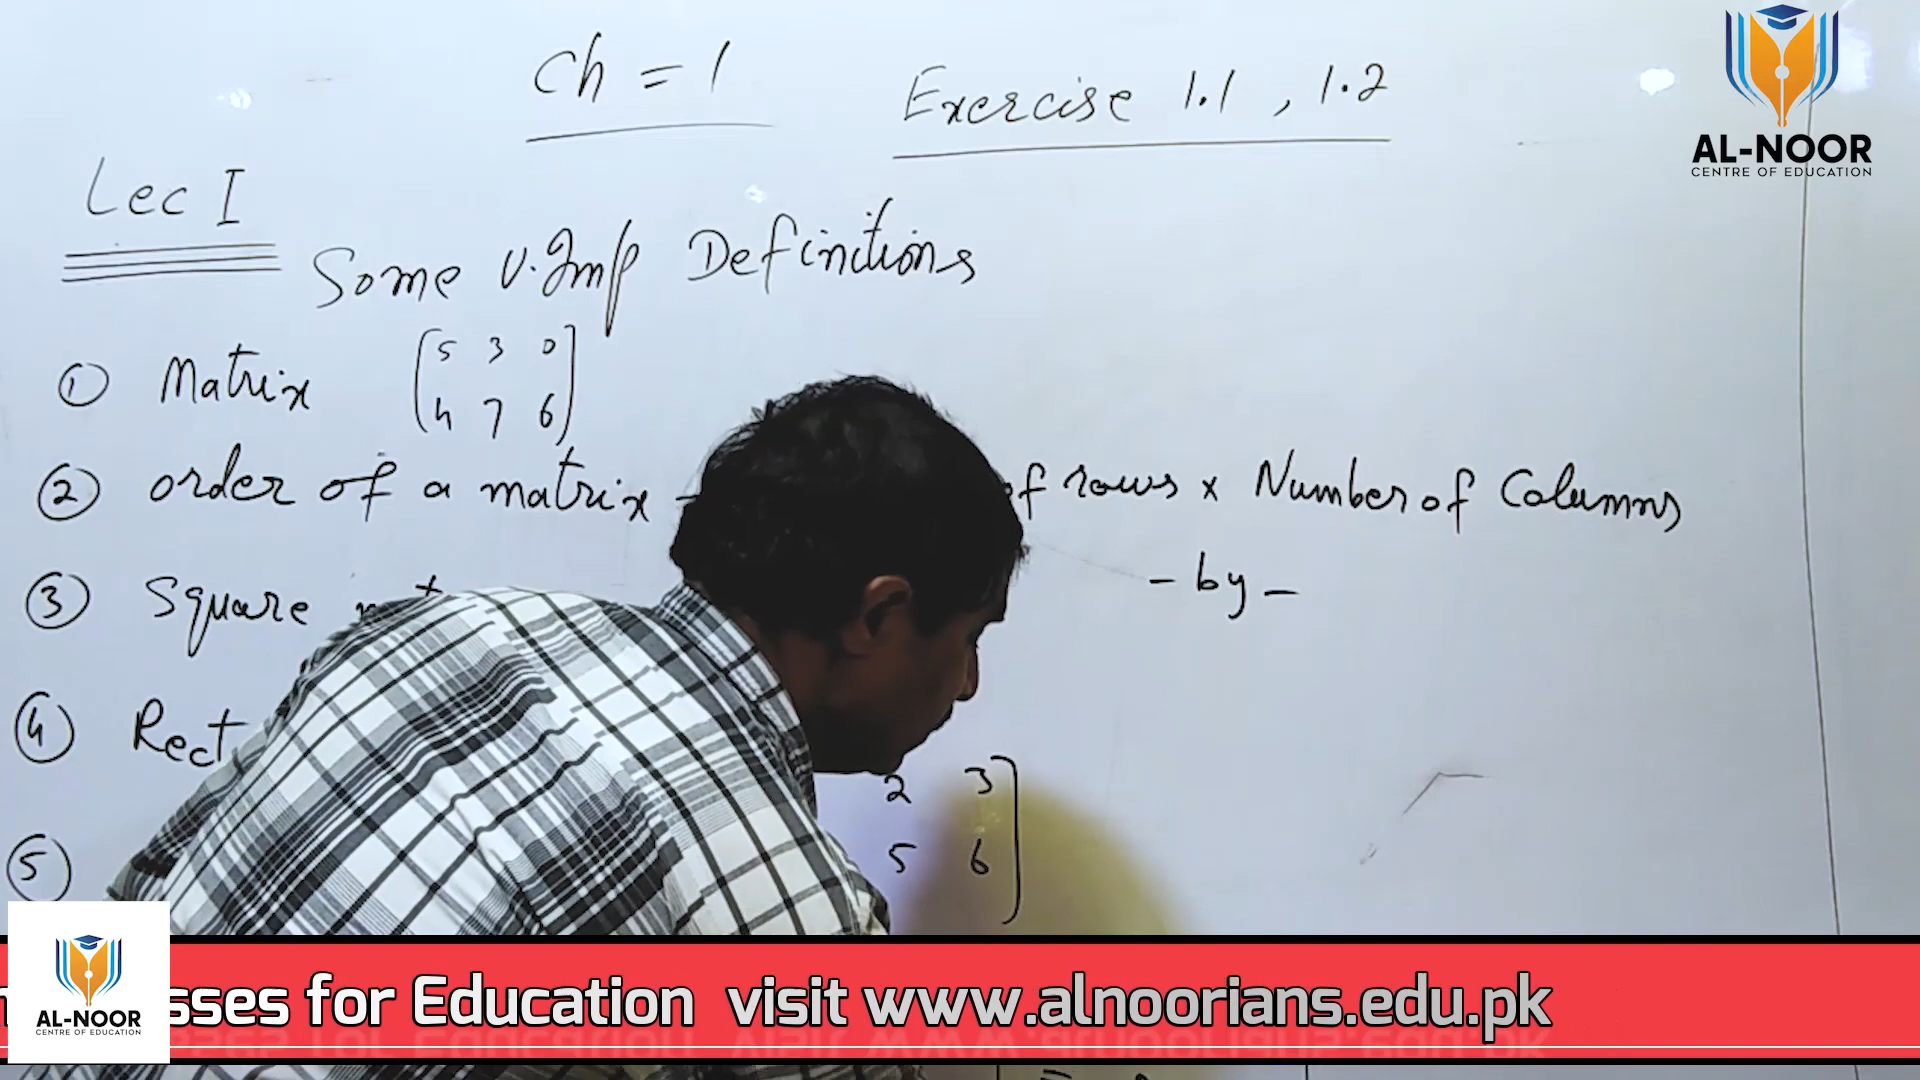 Ch = 1
Exercise 1.1 , 1.2
AL-NOOR
CENTRE OF EDUCATION
Lec I
Some V.Imp Definitions
① Matrix [5 3 0
4 7 6]
② order of a matrix - of rows × Number of Columns
- by -
③ Square
④ Rect
2 3
⑤ 5 6
sses for Education visit www.alnoorians.edu.pk
AL-NOOR
CENTRE OF EDUCATION